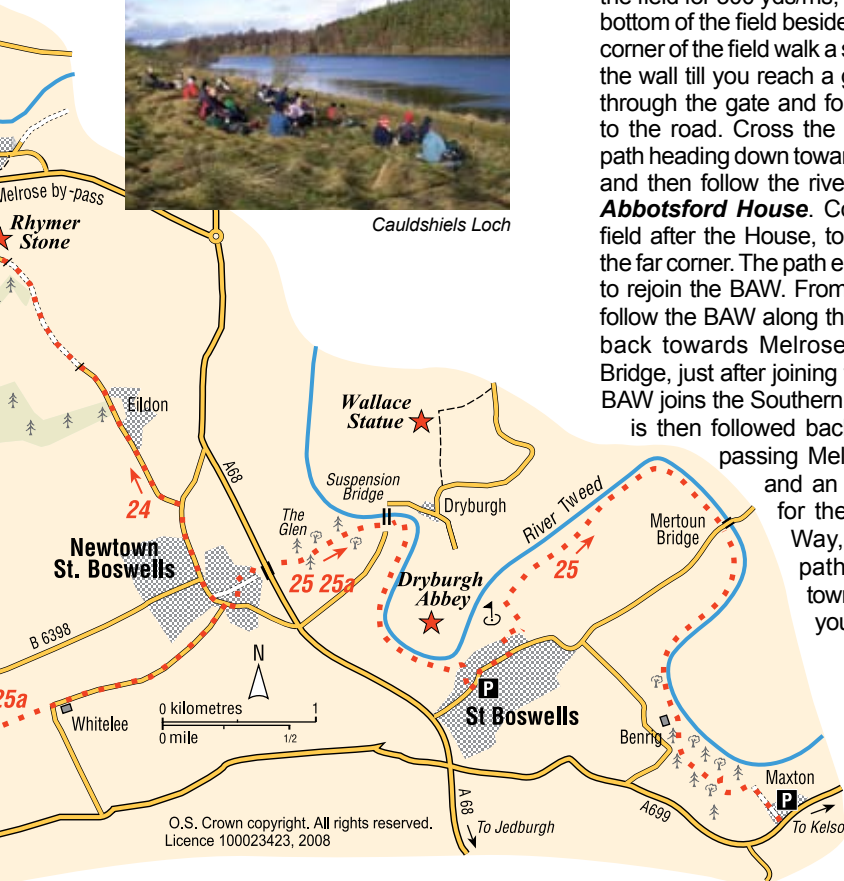 the field for 300 yds/ms,
bottom of the field beside
corner of the field walk a s
the wall till you reach a g
through the gate and fo
to the road. Cross the
path heading down towar
and then follow the rive
Abbotsford House. Co
field after the House, to
the far corner. The path e
to rejoin the BAW. From
follow the BAW along th
back towards Melrose
Bridge, just after joining
BAW joins the Southern
is then followed bac
passing Mel
and an
for the
Way,
path
town
you
Cauldshiels Loch
Melrose by-pass
Rhymer
Stone
Eildon
24
A68
Newtown
St. Boswells
B 6398
25a
Whitelee
The
Glen
Suspension
Bridge
25 25a
Wallace
Statue
Dryburgh
Dryburgh
Abbey
River Tweed
25
Mertoun
Bridge
P
St Boswells
Benrig
Maxton
P
A699
To Kelso
A 68
To Jedburgh
N
0 kilometres 1
0 mile 1/2
O.S. Crown copyright. All rights reserved.
Licence 100023423, 2008